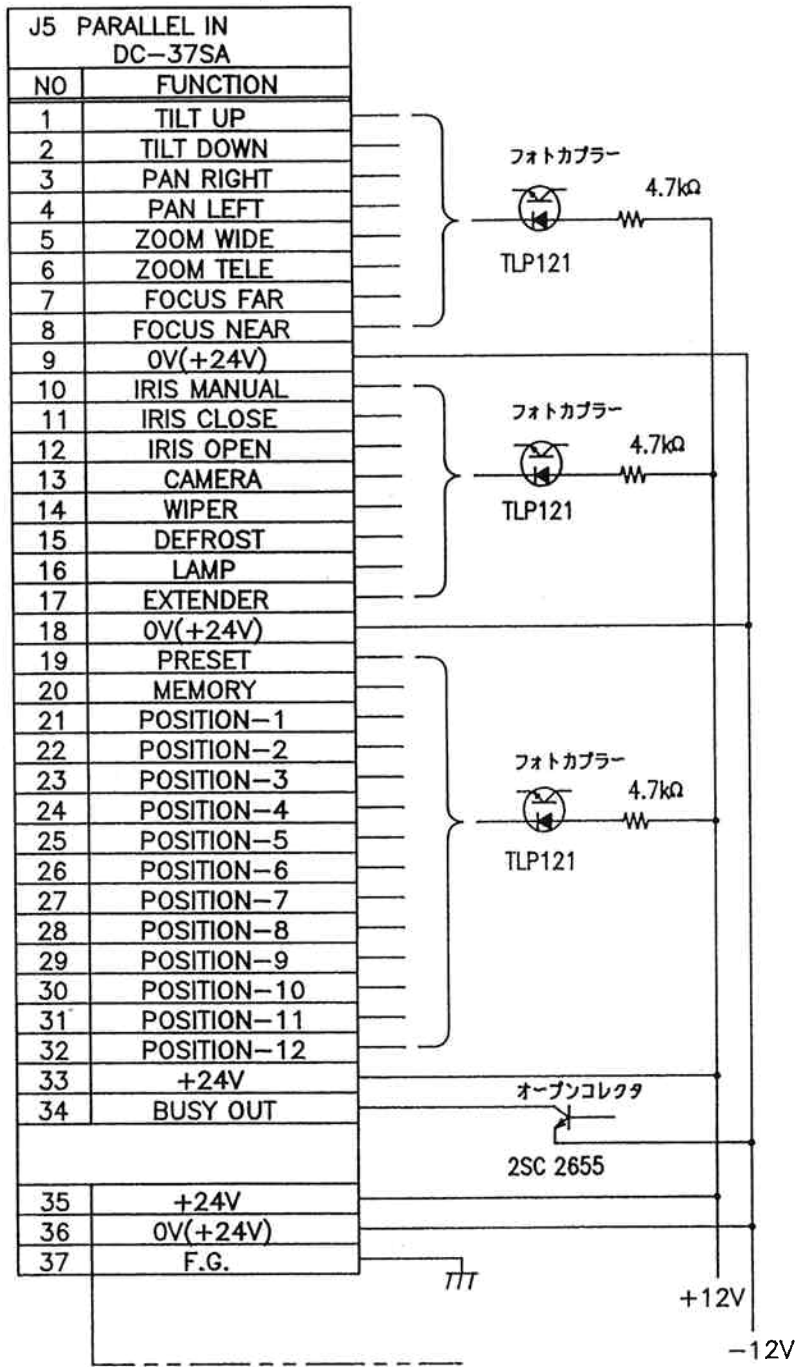 J5 PARALLEL IN
DC-37SA
NO FUNCTION
1 TILT UP
2 TILT DOWN
3 PAN RIGHT
4 PAN LEFT
5 ZOOM WIDE
6 ZOOM TELE
7 FOCUS FAR
8 FOCUS NEAR
9 0V(+24V)
10 IRIS MANUAL
11 IRIS CLOSE
12 IRIS OPEN
13 CAMERA
14 WIPER
15 DEFROST
16 LAMP
17 EXTENDER
18 0V(+24V)
19 PRESET
20 MEMORY
21 POSITION-1
22 POSITION-2
23 POSITION-3
24 POSITION-4
25 POSITION-5
26 POSITION-6
27 POSITION-7
28 POSITION-8
29 POSITION-9
30 POSITION-10
31 POSITION-11
32 POSITION-12
33 +24V
34 BUSY OUT
35 +24V
36 0V(+24V)
37 F.G.
フォトカプラー
4.7kΩ
TLP121
フォトカプラー
4.7kΩ
TLP121
フォトカプラー
4.7kΩ
TLP121
オープンコレクタ
2SC 2655
+12V
-12V